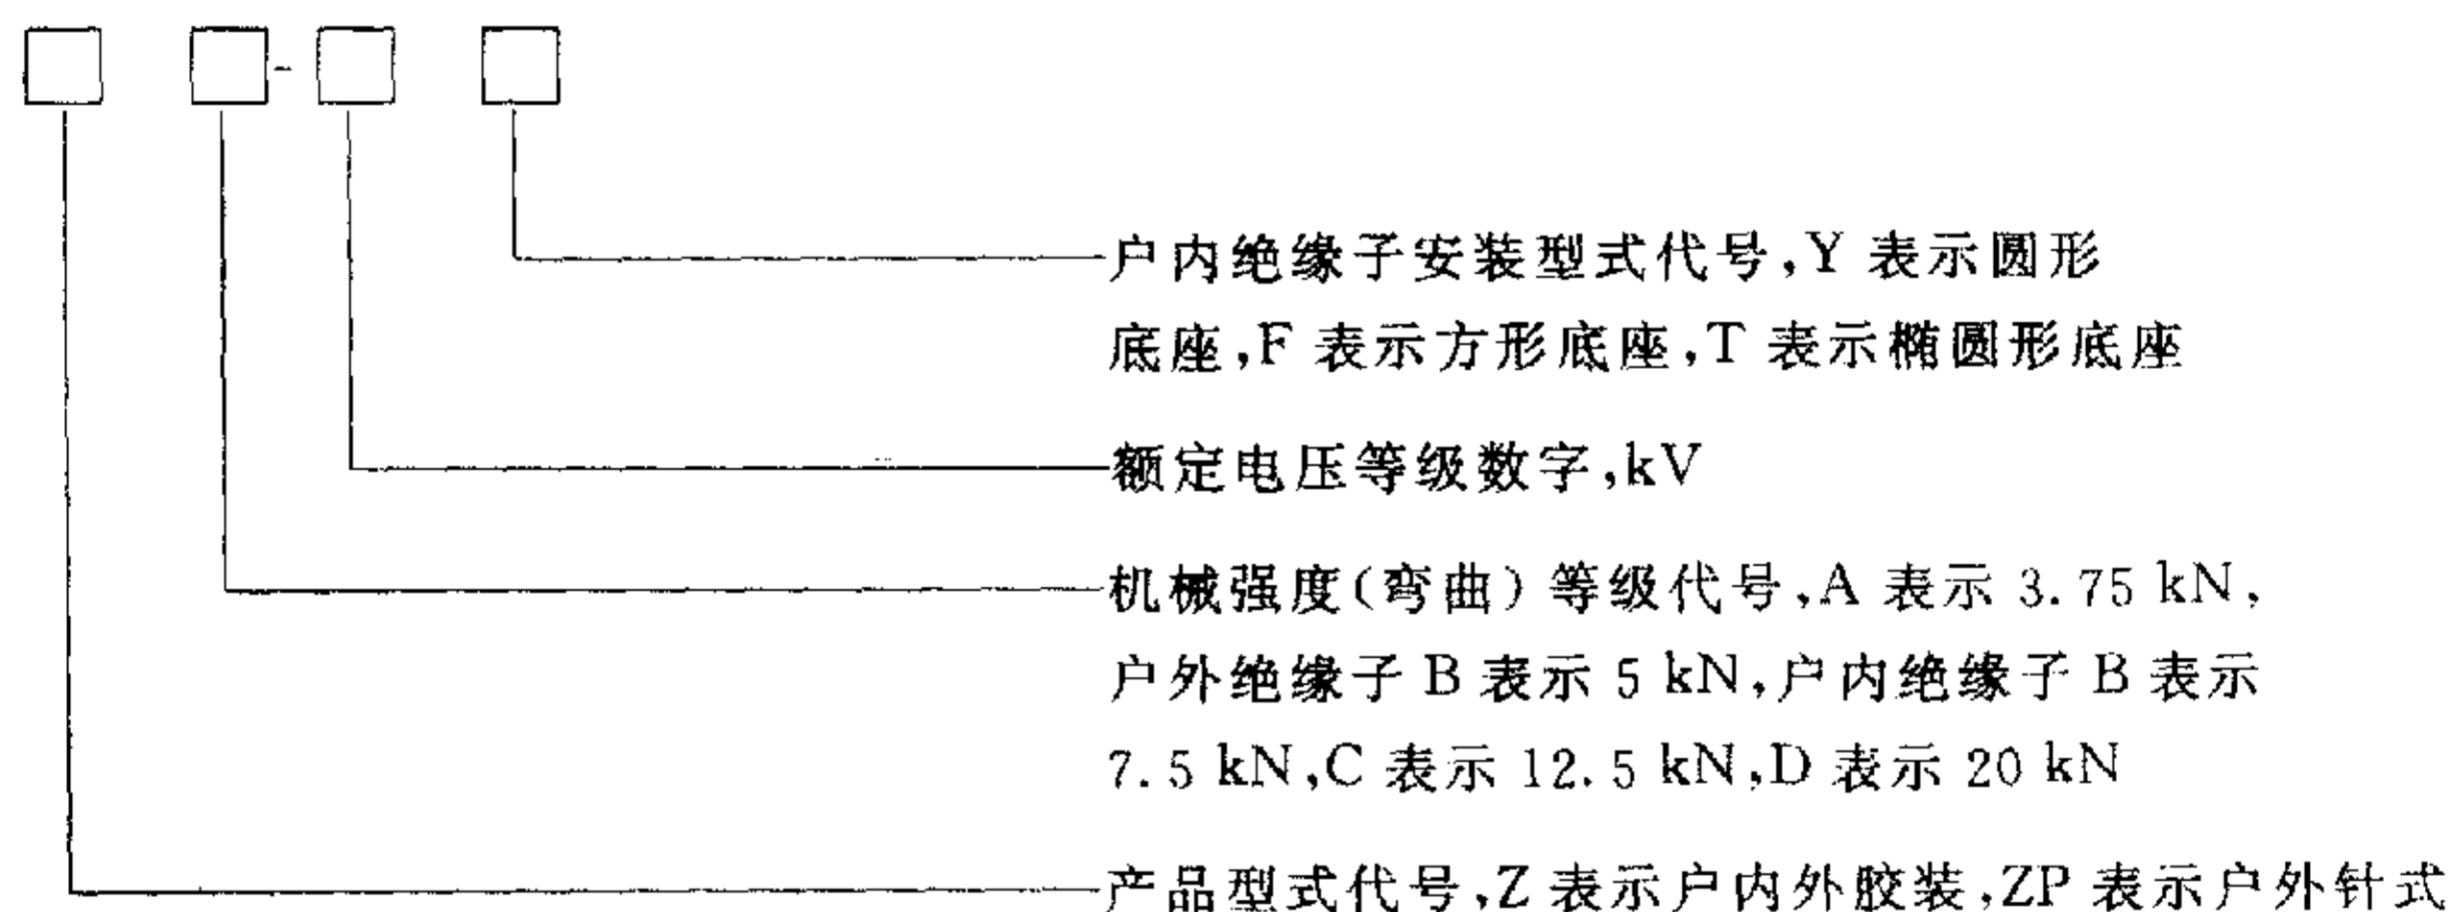 户内绝缘子安装型式代号,Y 表示圆形
底座,F 表示方形底座,T 表示椭圆形底座
额定电压等级数字,kV
机械强度(弯曲) 等级代号,A 表示 3.75 kN,
户外绝缘子 B 表示 5 kN,户内绝缘子 B 表示
7.5 kN,C 表示 12.5 kN,D 表示 20 kN
产品型式代号,Z 表示户内外胶装,ZP 表示户外针式